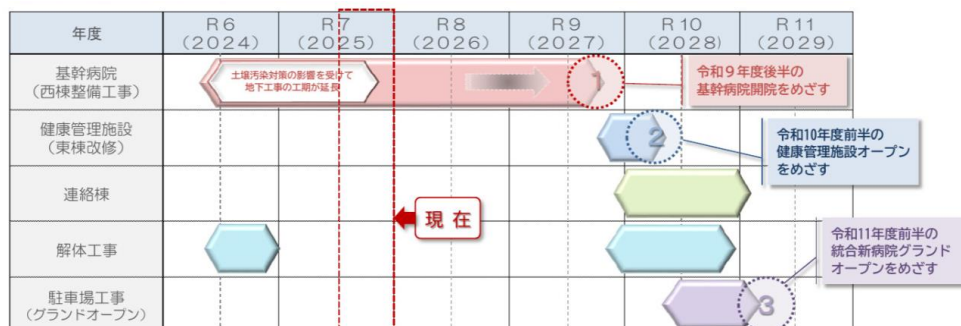 年度
R6
(2024)
R7
(2025)
R8
(2026)
R9
(2027)
R10
(2028)
R11
(2029)
基幹病院
(西棟整備工事)
土壌汚染対策の影響を受けて
地下工事の工期が延長
1
令和９年度後半の
基幹病院開院をめざす
健康管理施設
(東棟改修)
2
令和10年度前半の
健康管理施設オープン
をめざす
連絡棟
現在
解体工事
令和11年度前半の
統合新病院グランド
オープンをめざす
駐車場工事
(グランドオープン)
3